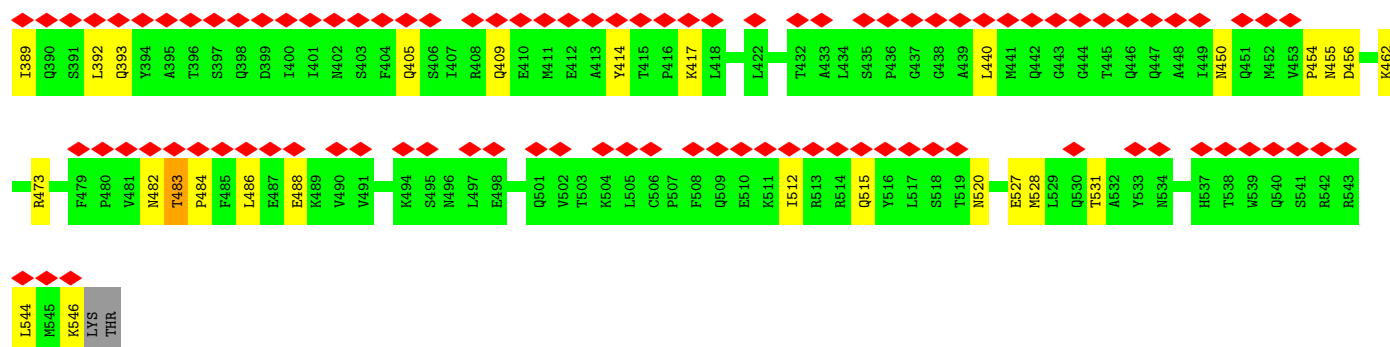 I389 Q390 S391 L392 Q393 Y394 A395 T396 S397 Q398 D399 I400 I401 N402 S403 F404 Q405 S406 I407 R408 Q409 E410 M411 E412 A413 Y414 T415 P416 K417 L418 L422 T432 A433 L434 S435 P436 G437 G438 A439 L440 M441 Q442 G443 G444 T445 Q446 Q447 A448 I449 N450 Q451 M452 V453 P454 N455 D456 K462
R473 F479 P480 V481 N482 T483 P484 F485 L486 E487 E488 K489 V490 V491 K494 S495 N496 L497 E498 Q501 V502 T503 K504 L505 C506 P507 F508 Q509 E510 K511 I512 R513 R514 Q515 Y516 L517 S518 T519 N520 E527 M528 L529 Q530 T531 A532 Y533 N534 H537 T538 W539 Q540 S541 R542 R543
L544 M545 K546 LYS THR